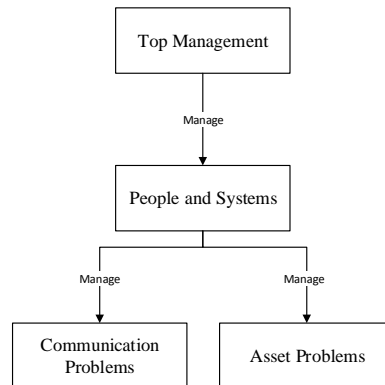 Top Management
Manage
People and Systems
Manage
Manage
Communication
Problems
Asset Problems